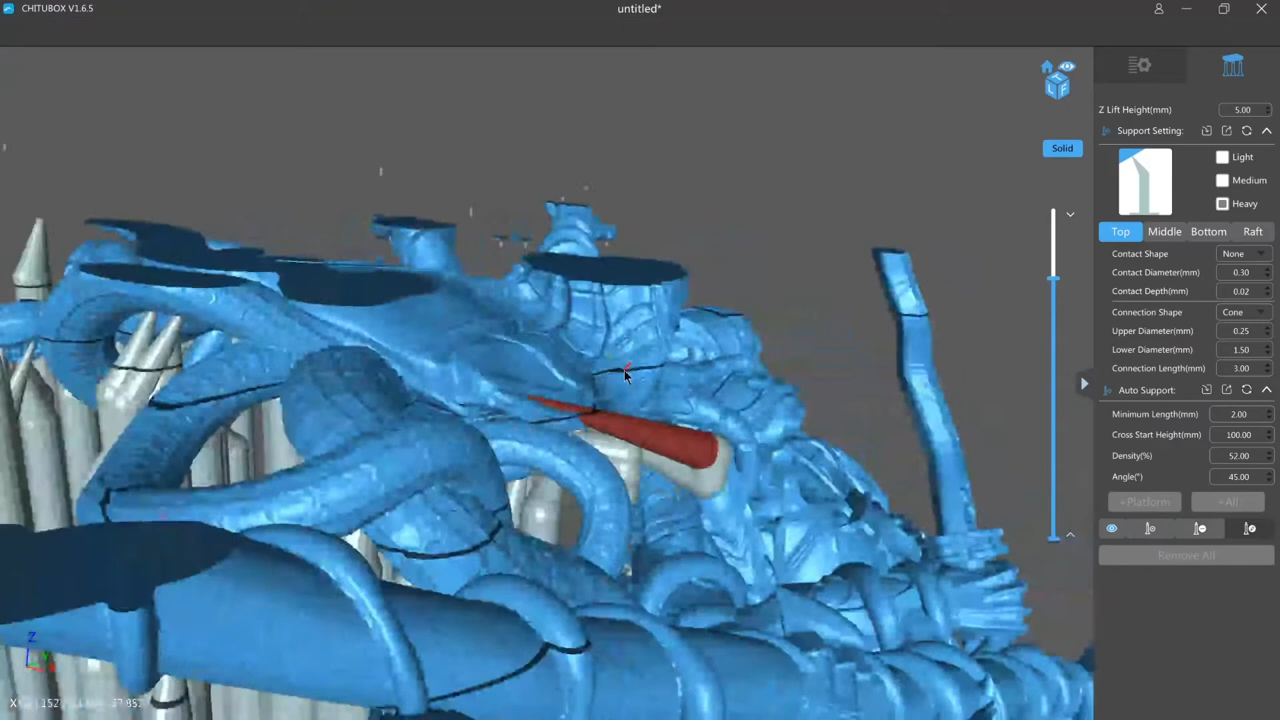 CHITUBOX V1.6.5
untitled*
Z Lift Height(mm) 5.00
Support Setting:
Light
Medium
Heavy
Solid
Top Middle Bottom Raft
Contact Shape None
Contact Diameter(mm) 0.30
Contact Depth(mm) 0.02
Connection Shape Cone
Upper Diameter(mm) 0.25
Lower Diameter(mm) 1.50
Connection Length(mm) 3.00
Auto Support:
Minimum Length(mm) 2.00
Cross Start Height(mm) 100.00
Density(%) 52.00
Angle(°) 45.00
+Platform +All
Remove All
Z
L F